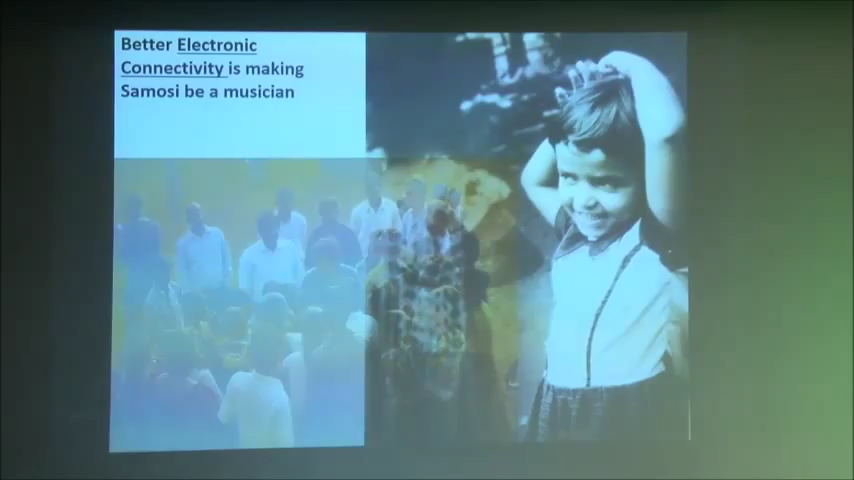 Better Electronic
Connectivity is making
Samosi be a musician